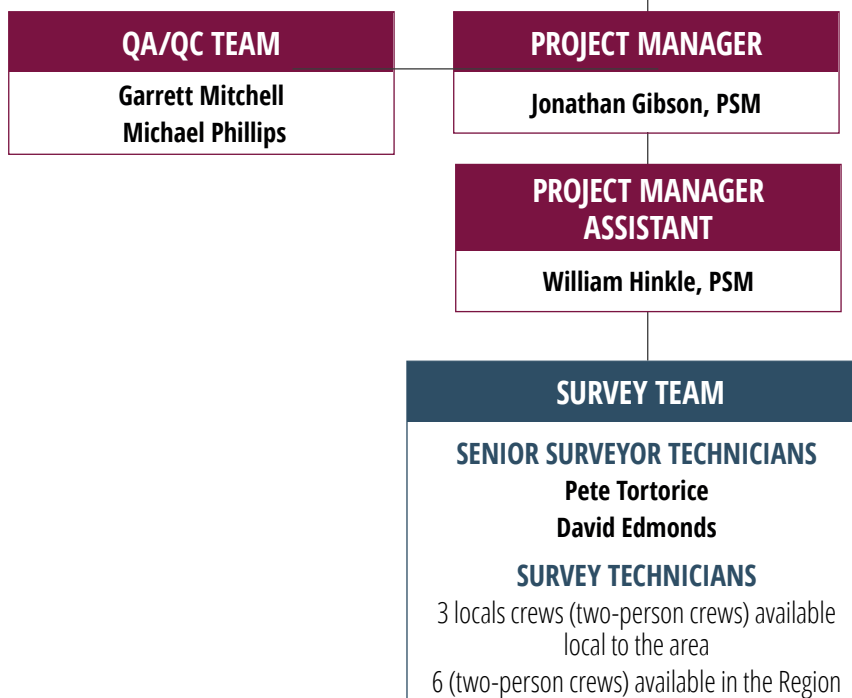 QA/QC TEAM
Garrett Mitchell
Michael Phillips
PROJECT MANAGER
Jonathan Gibson, PSM
PROJECT MANAGER
ASSISTANT
William Hinkle, PSM
SURVEY TEAM
SENIOR SURVEYOR TECHNICIANS
Pete Tortorice
David Edmonds
SURVEY TECHNICIANS
3 locals crews (two-person crews) available
local to the area
6 (two-person crews) available in the Region